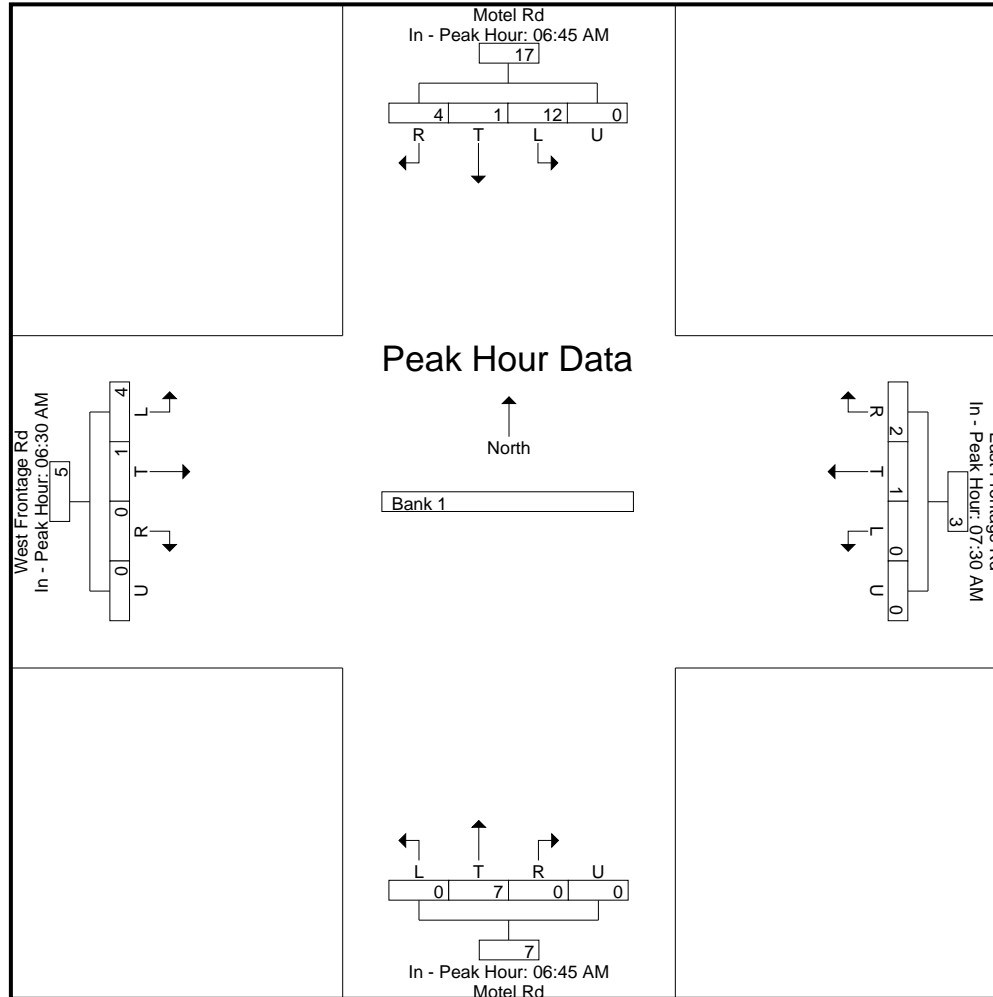 Motel Rd
In - Peak Hour: 06:45 AM
17
4 1 12 0
R T L U
Peak Hour Data
North
Bank 1
West Frontage Rd
In - Peak Hour: 06:30 AM
5
4 1 0 0
L T R U
Rd
In - Peak Hour: 07:30 AM
3
2 1 0 0
R T L U
L T R U
0 7 0 0
7
In - Peak Hour: 06:45 AM
Motel Rd